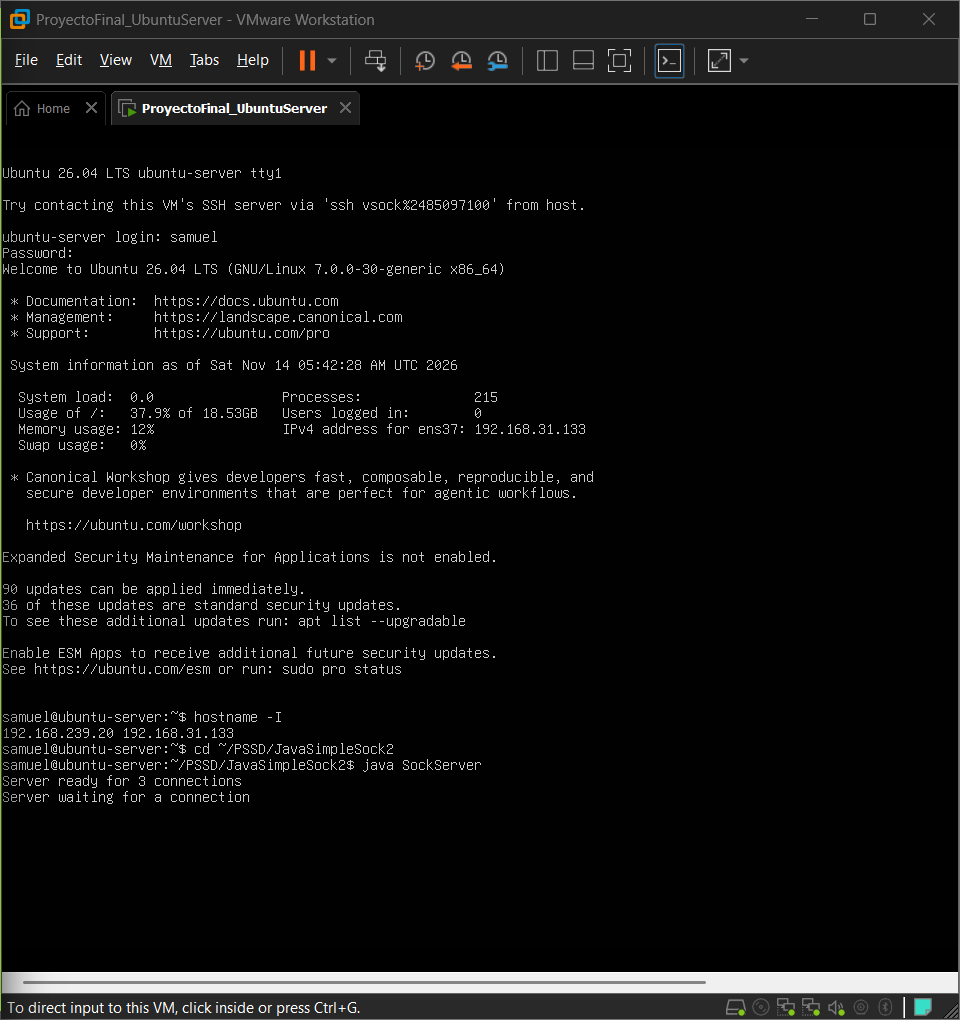 ProyectoFinal_UbuntuServer - VMware Workstation
File Edit View VM Tabs Help
Home ProyectoFinal_UbuntuServer
Ubuntu 26.04 LTS ubuntu-server tty1
Try contacting this VM's SSH server via 'ssh vsock%2485097100' from host.
ubuntu-server login: samuel
Password:
Welcome to Ubuntu 26.04 LTS (GNU/Linux 7.0.0-30-generic x86_64)
* Documentation: https://docs.ubuntu.com
* Management: https://landscape.canonical.com
* Support: https://ubuntu.com/pro
System information as of Sat Nov 14 05:42:28 AM UTC 2026
System load: 0.0 Processes: 215
Usage of /: 37.9% of 18.53GB Users logged in: 0
Memory usage: 12% IPv4 address for ens37: 192.168.31.133
Swap usage: 0%
* Canonical Workshop gives developers fast, composable, reproducible, and
secure developer environments that are perfect for agentic workflows.
https://ubuntu.com/workshop
Expanded Security Maintenance for Applications is not enabled.
90 updates can be applied immediately.
36 of these updates are standard security updates.
To see these additional updates run: apt list --upgradable
Enable ESM Apps to receive additional future security updates.
See https://ubuntu.com/esm or run: sudo pro status
samuel@ubuntu-server:~$ hostname -I
192.168.239.20 192.168.31.133
samuel@ubuntu-server:~$ cd ~/PSSD/JavaSimpleSock2
samuel@ubuntu-server:~/PSSD/JavaSimpleSock2$ java SockServer
Server ready for 3 connections
Server waiting for a connection
To direct input to this VM, click inside or press Ctrl+G.